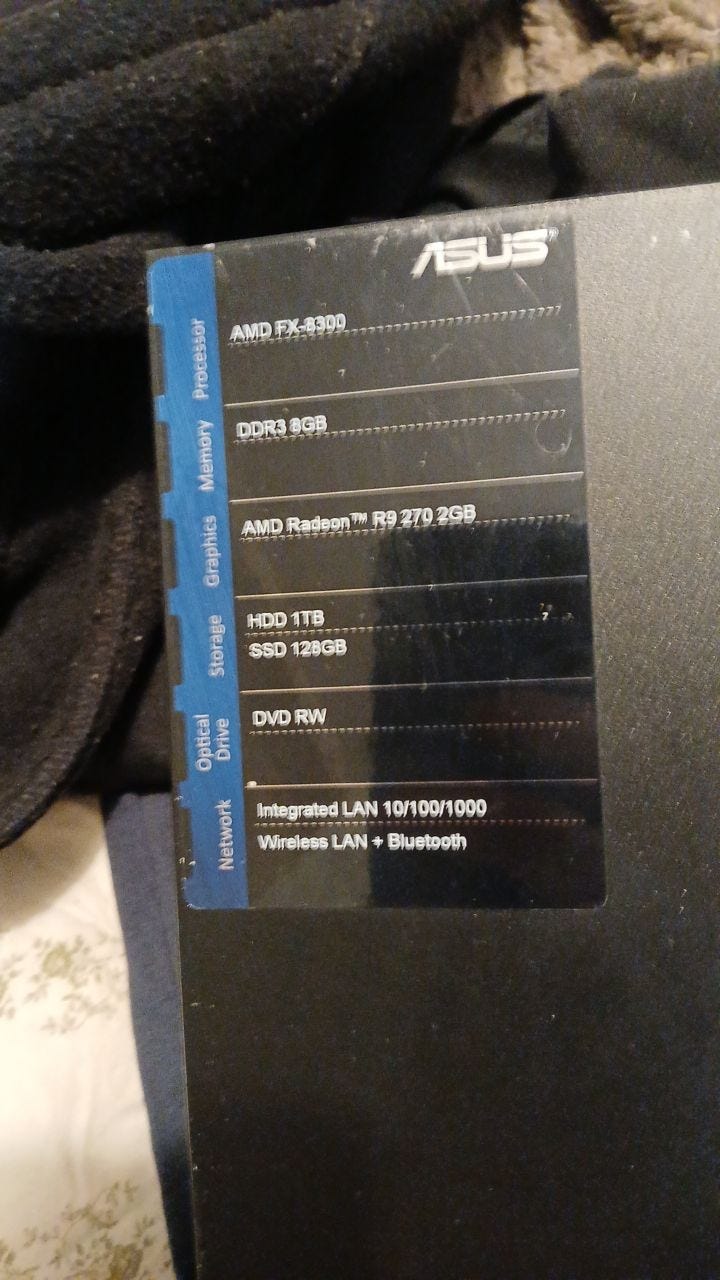 ASUS
Processor
AMD FX-8300
Memory
DDR3 8GB
Graphics
AMD Radeon™ R9 270 2GB
Storage
HDD 1TB
SSD 128GB
Optical
Drive
DVD RW
Network
Integrated LAN 10/100/1000
Wireless LAN + Bluetooth